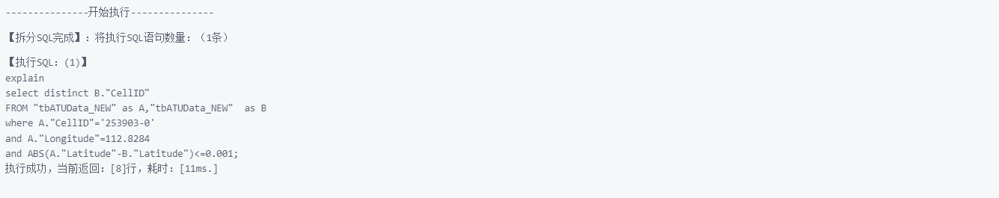 ---------------开始执行---------------
【拆分SQL完成】：将执行SQL语句数量：（1条）
【执行SQL：(1)】
explain
select distinct B."CellID"
FROM "tbATUData_NEW" as A,"tbATUData_NEW"  as B
where A."CellID"='253903-0'
and A."Longitude"=112.8284
and ABS(A."Latitude"-B."Latitude")<=0.001;
执行成功，当前返回：[8]行，耗时：[11ms.]